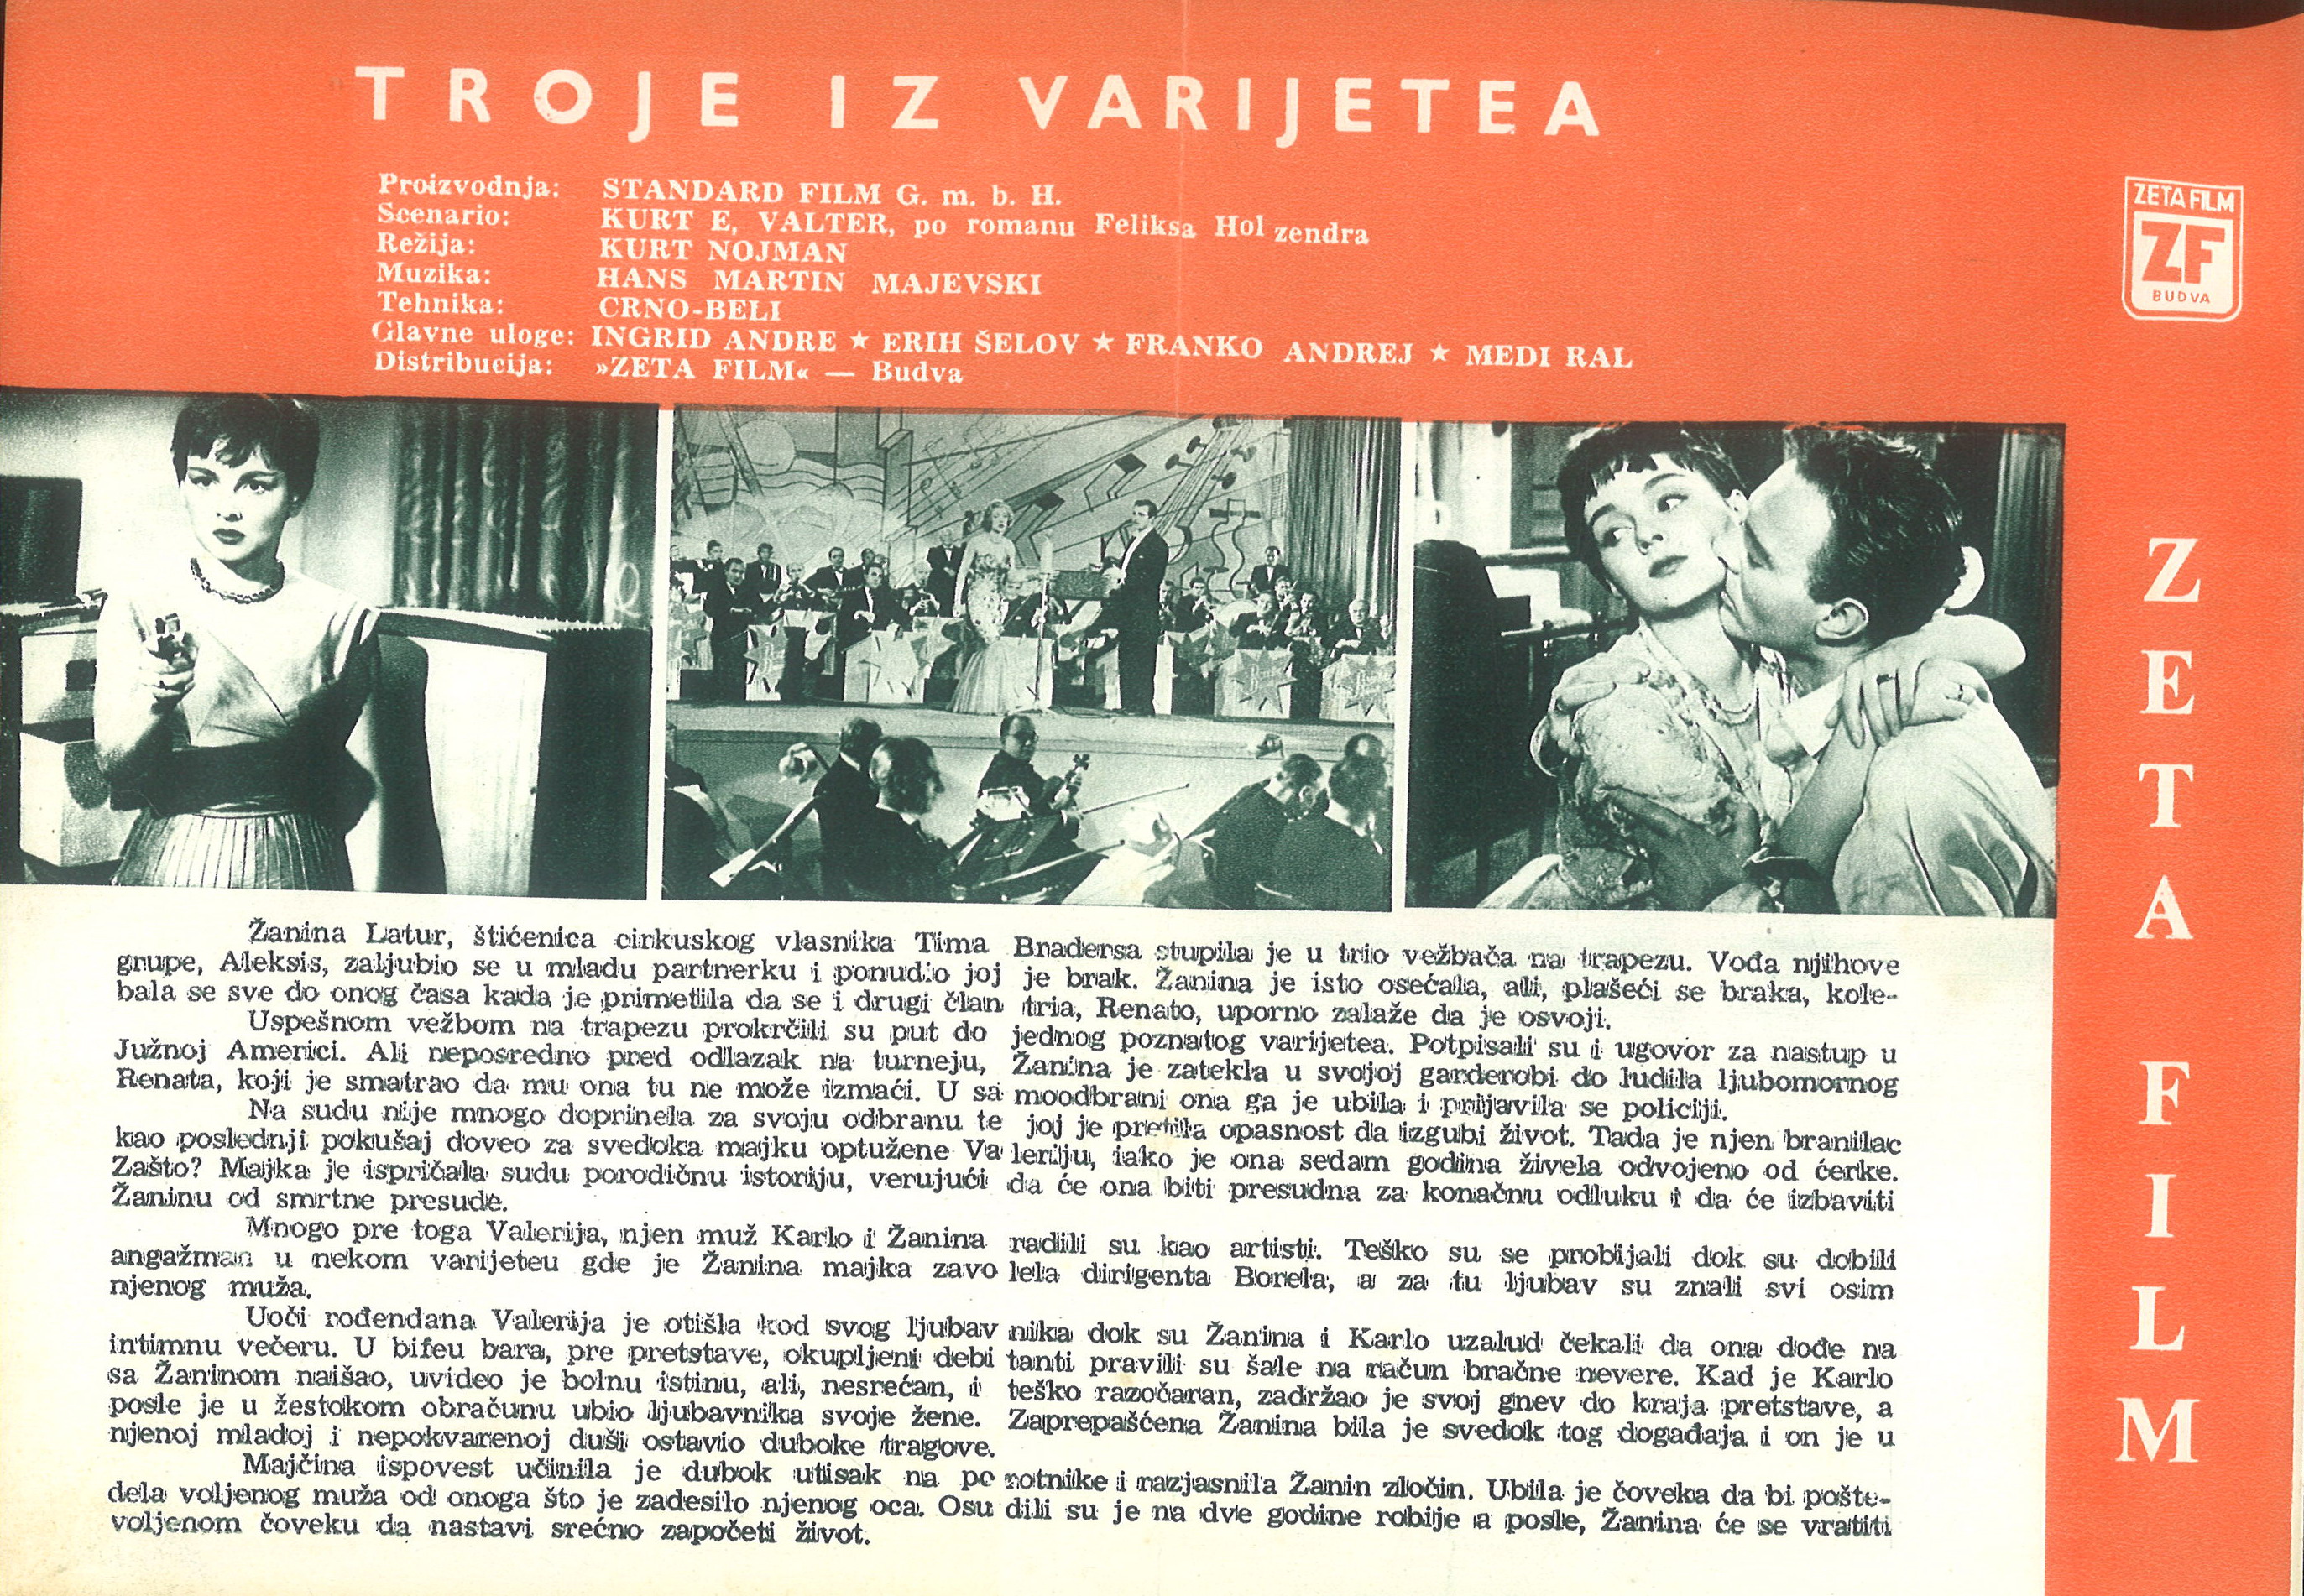 TROJE IZ VARIJETEA
Proizvodnja: STANDARD FILM G. m. b. H.
Scenario: KURT E, VALTER, po romanu Feliksa Hol zendra
Režija: KURT NOJMAN
Muzika: HANS MARTIN MAJEVSKI
Tehnika: CRNO-BELI
Glavne uloge: INGRID ANDRE ★ ERIH ŠELOV ★ FRANKO ANDREJ ★ MEDI RAL
Distribucija: »ZETA FILM« — Budva
ZETA FILM
ZF
BUDVA
ZETA FILM
Žanina Latur, štićenica cirkuskog vlasnika Tima Bradersa stupila je u trio vežbača na trapezu. Vođa njihove
grupe, Aleksis, zaljubio se u mladu partnerku i ponudio joj je brak. Žanina je isto osećala, ali, plašeći se braka, kole-
bala se sve do onog časa kada je primetila da se i drugi član tria, Renato, uporno zalaže da je osvoji.
Uspešnom vežbom na trapezu prokrčili su put do jednog poznatog varijetea. Potpisali su i ugovor za nastup u
Južnoj Americi. Ali neposredno pred odlazak na turneju, Žanina je zatekla u svojoj garderobi do ludila ljubomornog
Renata, koji je smatrao da mu ona tu ne može izmaći. U sa moodbrani ona ga je ubila i prijavila se policiji.
Na sudu nije mnogo doprinela za svoju odbranu te joj je pretila opasnost da izgubi život. Tada je njen branilac
kao poslednji pokušaj doveo za svedoka majku optužene Va leriju, iako je ona sedam godina živela odvojeno od ćerke.
Zašto? Majka je ispričala sudu porodičnu istoriju, verujući da će ona biti presudna za konačnu odluku i da će izbaviti
Žaninu od smrtne presude.
Mnogo pre toga Valerija, njen muž Karlo i Žanina radili su kao artisti. Teško su se probijali dok su dobili
angažman u nekom varijeteu gde je Žanina majka zavo lela dirigenta Borela, a za tu ljubav su znali svi osim
njenog muža.
Uoči rođendana Valerija je otišla kod svog ljubav nika dok su Žanina i Karlo uzalud čekali da ona dođe na
intimnu večeru. U bifeu bara, pre pretstave, okupljeni debi tanti pravili su šale na račun bračne nevere. Kad je Karlo
sa Žaninom naišao, uvideo je bolnu istinu, ali, nesrećan, i teško razočaran, zadržao je svoj gnev do kraja pretstave, a
posle je u žestokom obračunu ubio ljubavnika svoje žene. Zaprepašćena Žanina bila je svedok tog događaja i on je u
njenoj mladoj i nepokvarenoj duši ostavio duboke tragove.
Majčina ispovest učinila je dubok utisak na po rotnike i razjasnila Žanin zločin. Ubila je čoveka da bi pošte-
dela voljenog muža od onoga što je zadesilo njenog oca. Osu dili su je na dve godine robije a posle, Žanina će se vratiti
voljenom čoveku da nastavi srećno započeti život.